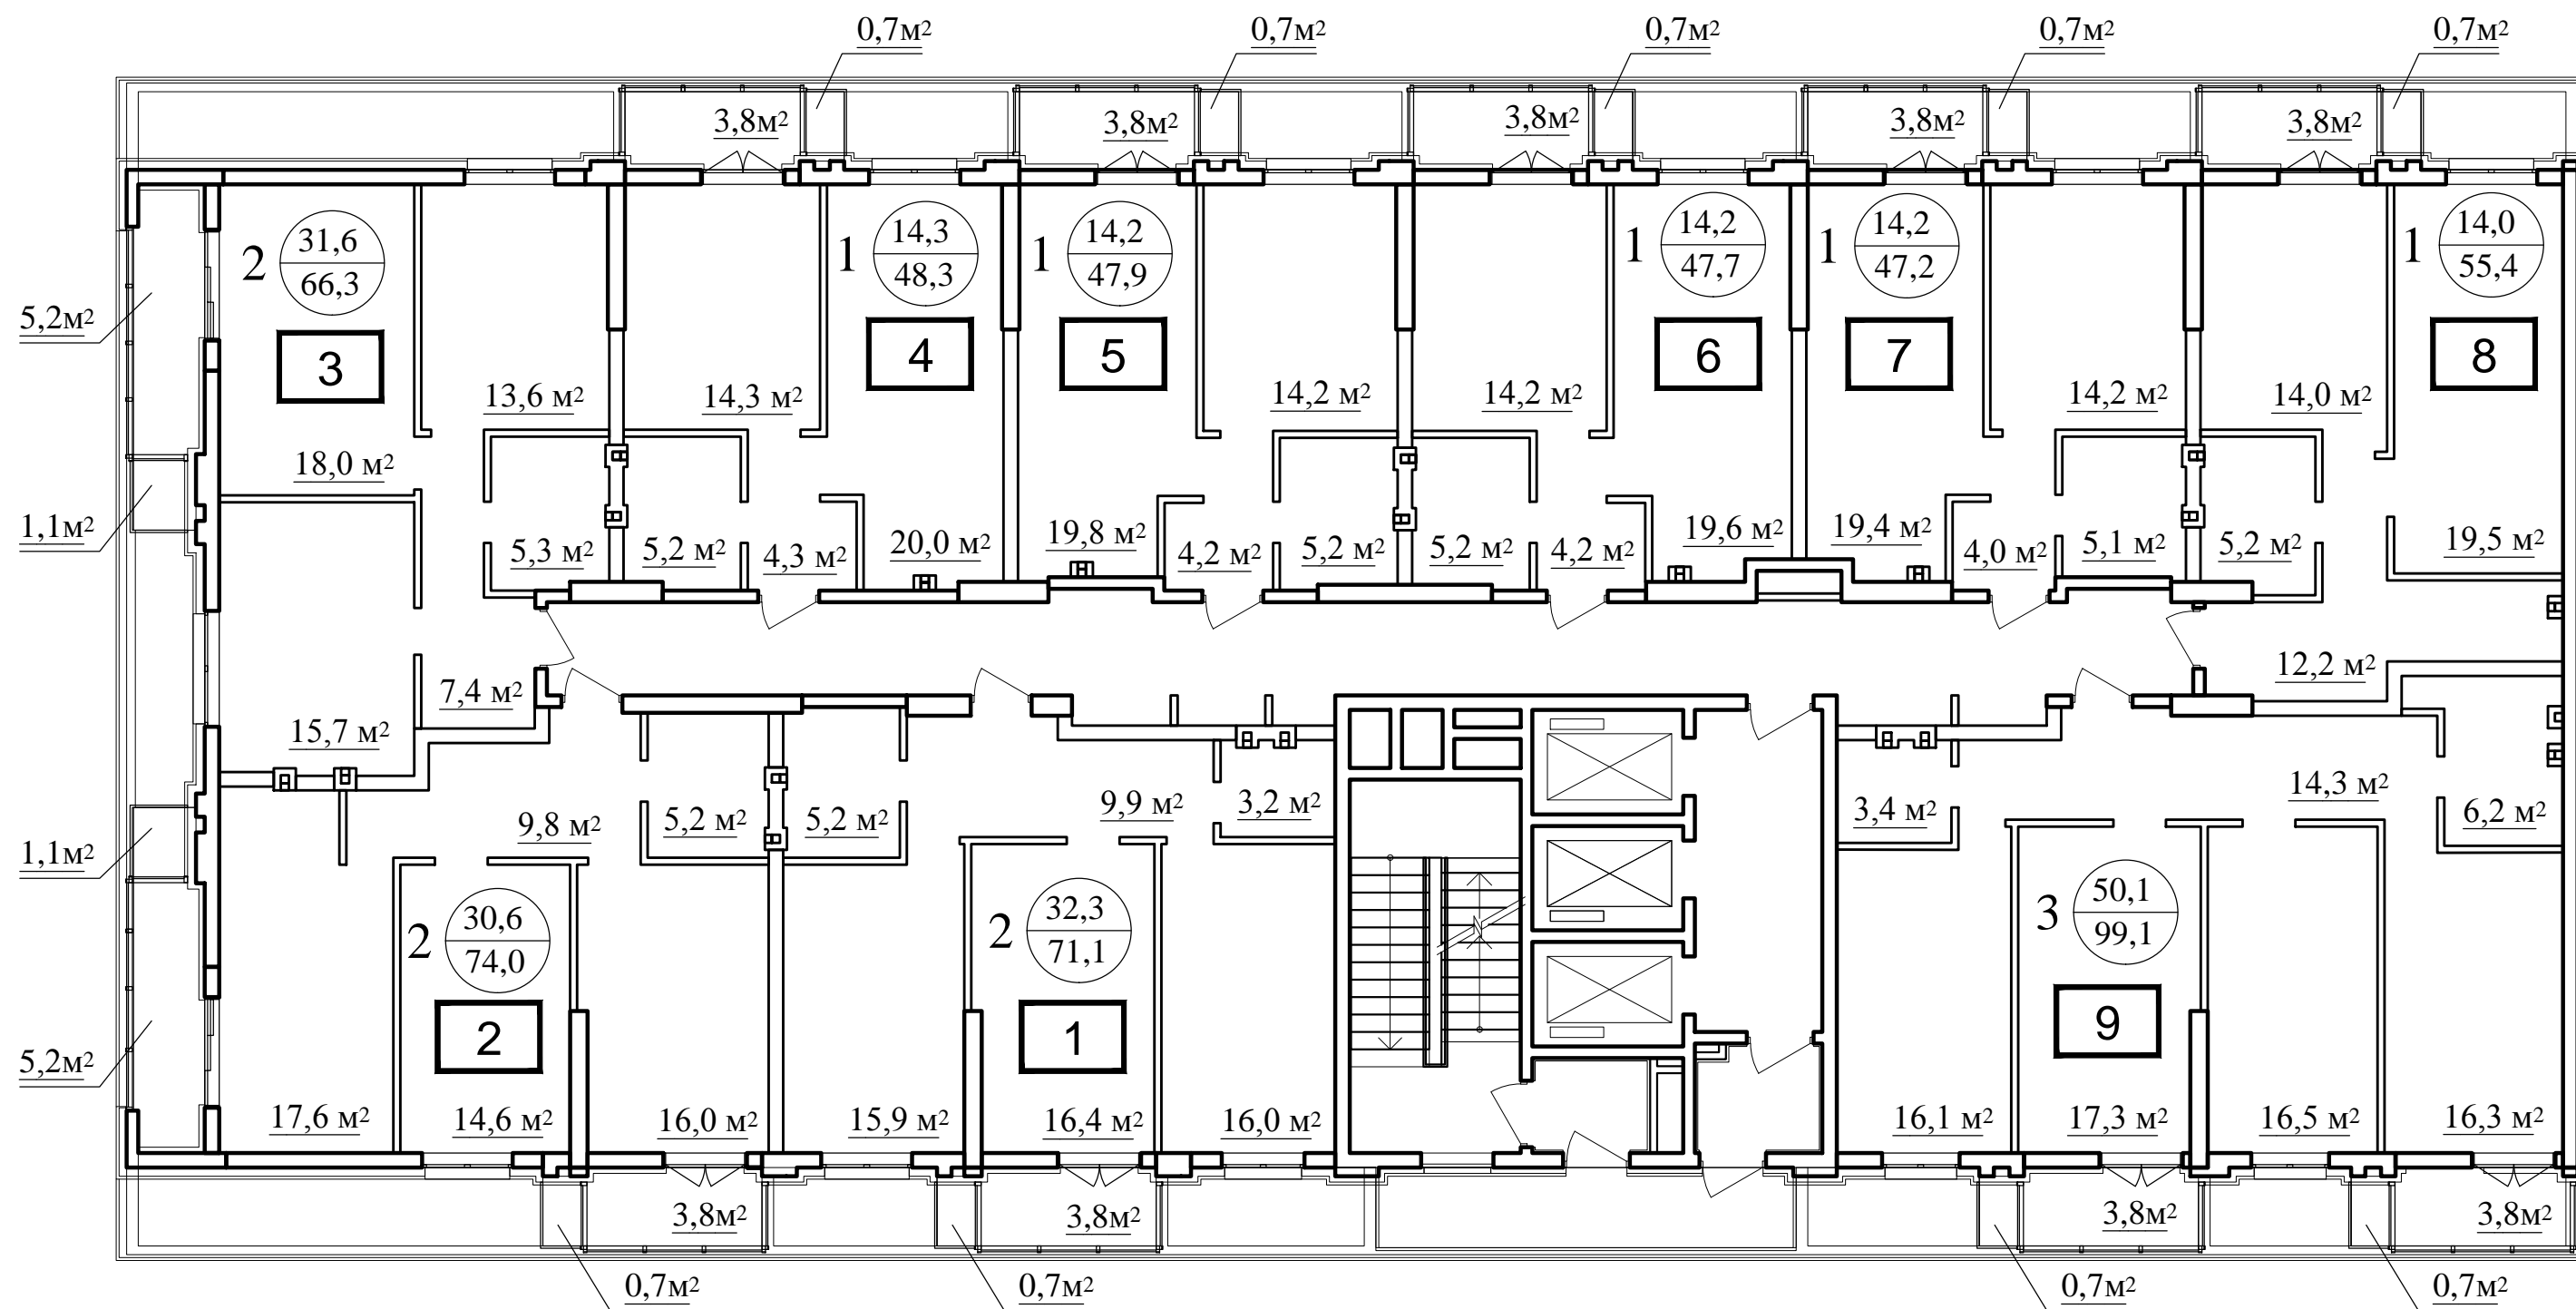 0,7м² 0,7м² 0,7м² 0,7м² 0,7м²
3,8м² 3,8м² 3,8м² 3,8м² 3,8м²
2 31,6 66,3
3
1 14,3 48,3
4
1 14,2 47,9
5
1 14,2 47,7
6
1 14,2 47,2
7
1 14,0 55,4
8
5,2м²
13,6 м² 14,3 м² 14,2 м² 14,2 м² 14,2 м² 14,0 м²
18,0 м²
1,1м²
5,3 м² 5,2 м² 4,3 м² 20,0 м² 19,8 м² 4,2 м² 5,2 м² 5,2 м² 4,2 м² 19,6 м² 19,4 м² 4,0 м² 5,1 м² 5,2 м² 19,5 м²
7,4 м² 12,2 м²
15,7 м²
1,1м²
9,8 м² 5,2 м² 5,2 м² 9,9 м² 3,2 м² 3,4 м² 14,3 м² 6,2 м²
2 30,6 74,0
2
2 32,3 71,1
1
3 50,1 99,1
9
5,2м²
17,6 м² 14,6 м² 16,0 м² 15,9 м² 16,4 м² 16,0 м² 16,1 м² 17,3 м² 16,5 м² 16,3 м²
3,8м² 3,8м² 3,8м² 3,8м²
0,7м² 0,7м² 0,7м² 0,7м²